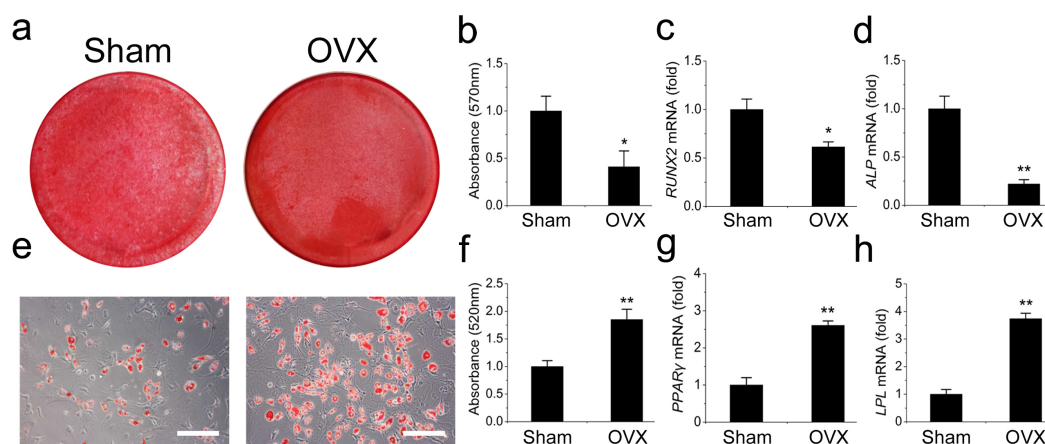 a
Sham OVX
b
Absorbance (570nm)
1.5
1.0
0.5
0.0
*
Sham OVX
c
RUNX2 mRNA (fold)
1.5
1.0
0.5
0.0
*
Sham OVX
d
ALP mRNA (fold)
1.5
1.0
0.5
0.0
**
Sham OVX
e
f
Absorbance (520nm)
2.5
2.0
1.5
1.0
0.5
0.0
**
Sham OVX
g
PPARγ mRNA (fold)
4
3
2
1
0
**
Sham OVX
h
LPL mRNA (fold)
5
4
3
2
1
0
**
Sham OVX